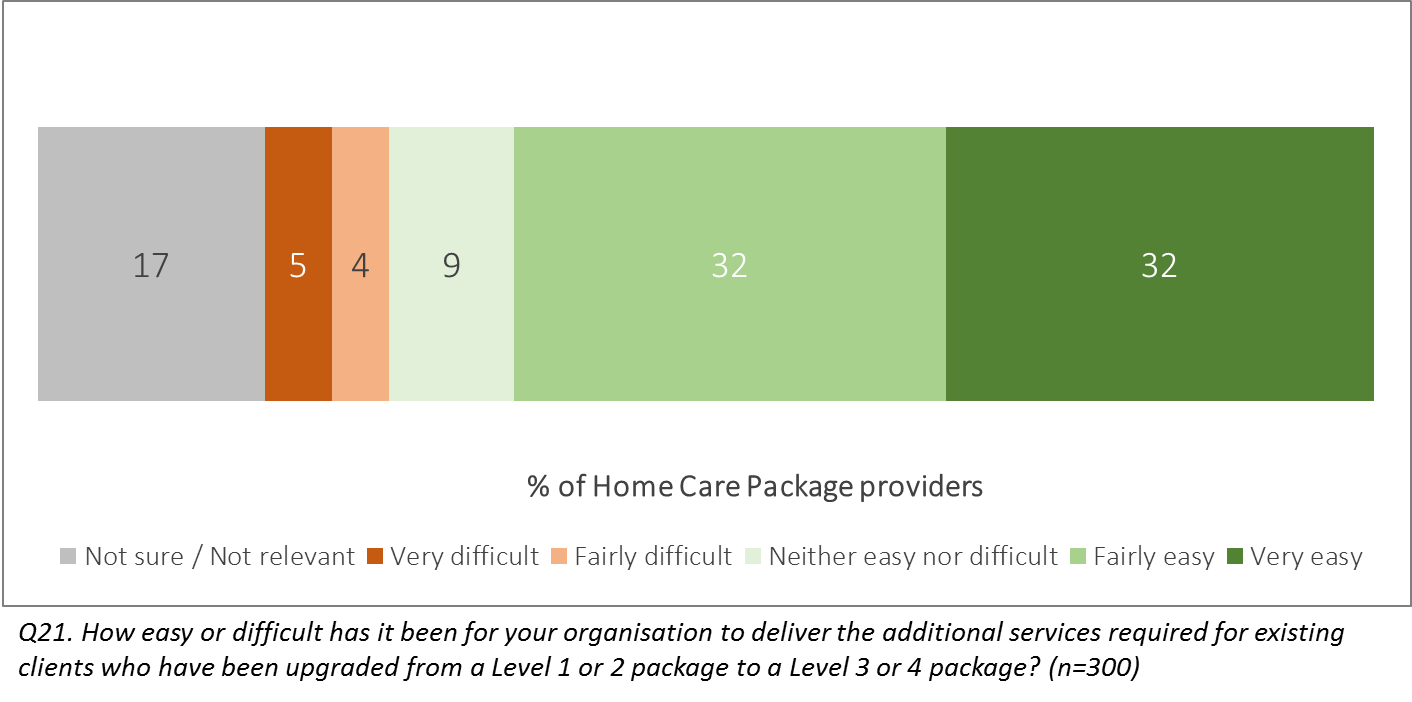 17 5 4 9 32 32
% of Home Care Package providers
Not sure / Not relevant Very difficult Fairly difficult Neither easy nor difficult Fairly easy Very easy
Q21. How easy or difficult has it been for your organisation to deliver the additional services required for existing
clients who have been upgraded from a Level 1 or 2 package to a Level 3 or 4 package? (n=300)